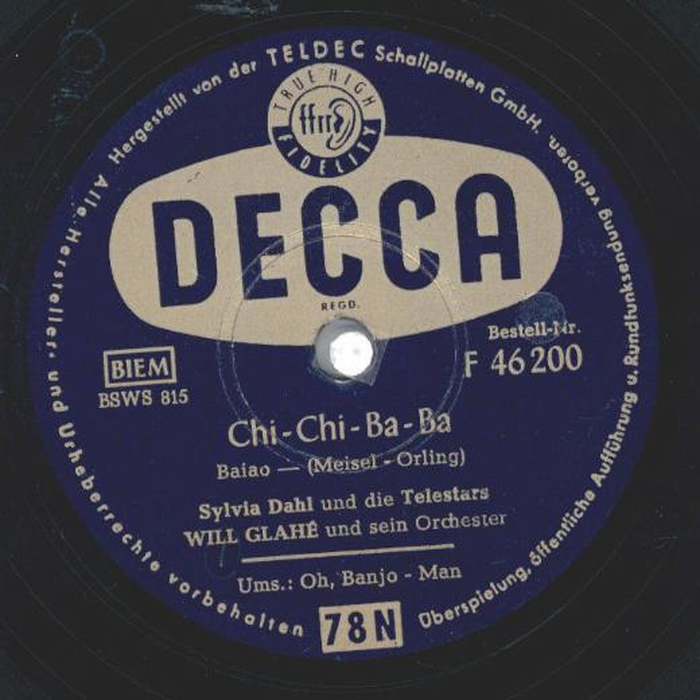 Hergestellt von der TELDEC Schallplatten GmbH.
Alle Hersteller- und Urheberrechte vorbehalten
Überspielung, öffentliche Aufführung u. Rundfunksendung verboten.
TRUE HIGH
ffrr
FIDELITY
DECCA
REGD.
BIEM
BSWS 815
Bestell-Nr.
F 46 200
Chi-Chi-Ba-Ba
Baiao — (Meisel - Orling)
Sylvia Dahl und die Telestars
WILL GLAHÉ und sein Orchester
Ums.: Oh, Banjo - Man
78 N